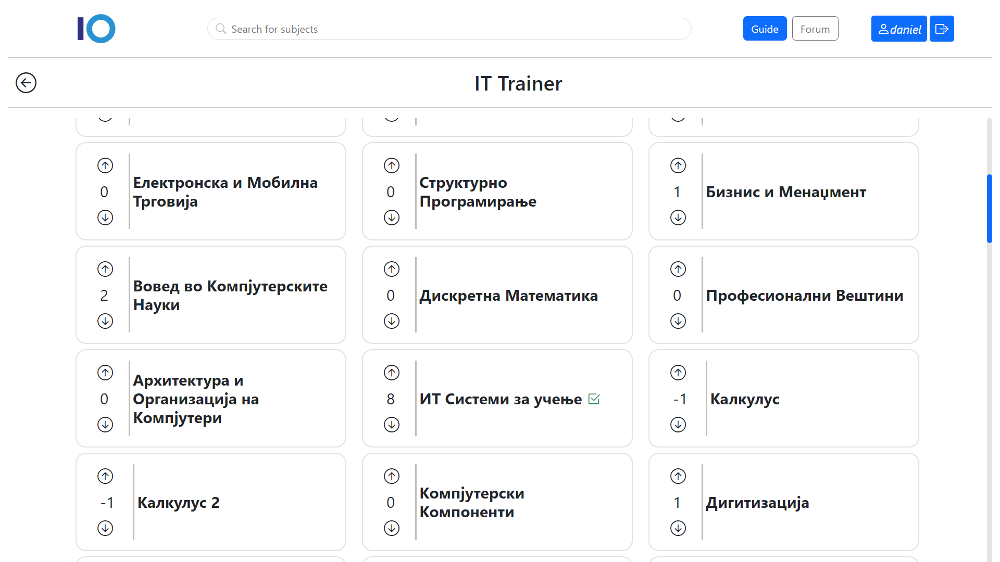 IO
Search for subjects
Guide
Forum
daniel
IT Trainer
0
Електронска и Мобилна
Трговија
0
Структурно
Програмирање
1
Бизнис и Менаџмент
2
Вовед во Компјутерските
Науки
0
Дискретна Математика
0
Професионални Вештини
0
Архитектура и
Организација на
Компјутери
8
ИТ Системи за учење
-1
Калкулус
-1
Калкулус 2
0
Компјутерски
Компоненти
1
Дигитизација